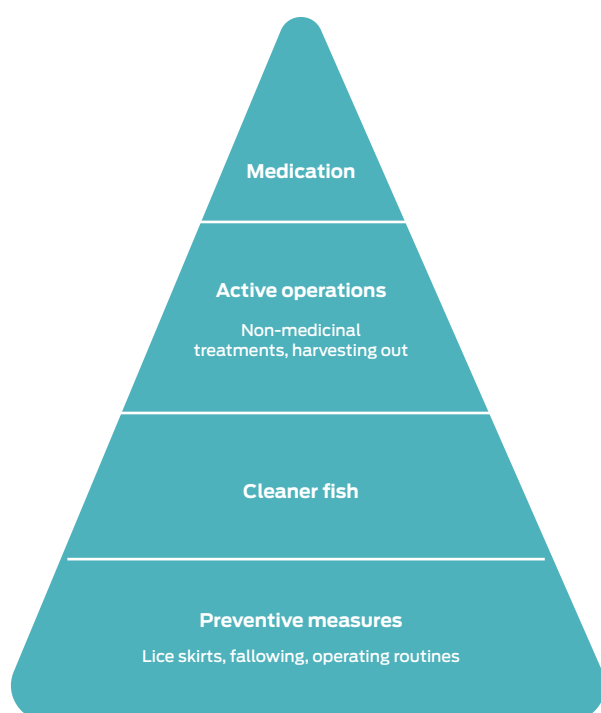 Medication
Active operations
Non-medicinal
treatments, harvesting out
Cleaner fish
Preventive measures
Lice skirts, fallowing, operating routines